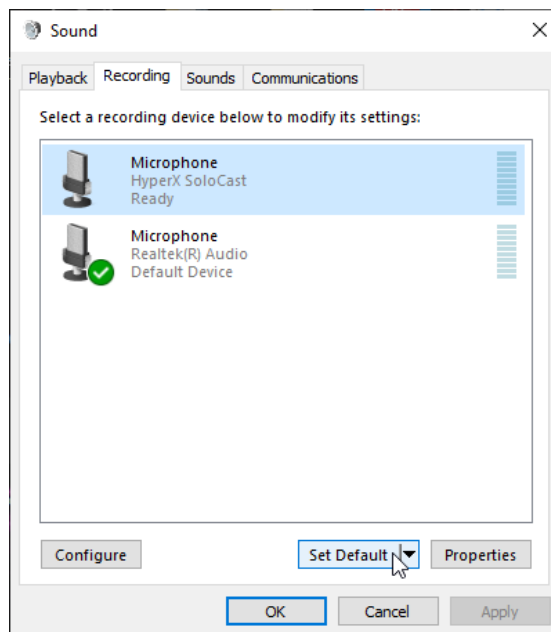 Sound
Playback Recording Sounds Communications
Select a recording device below to modify its settings:
Microphone
HyperX SoloCast
Ready
Microphone
Realtek(R) Audio
Default Device
Configure Set Default Properties
OK Cancel Apply